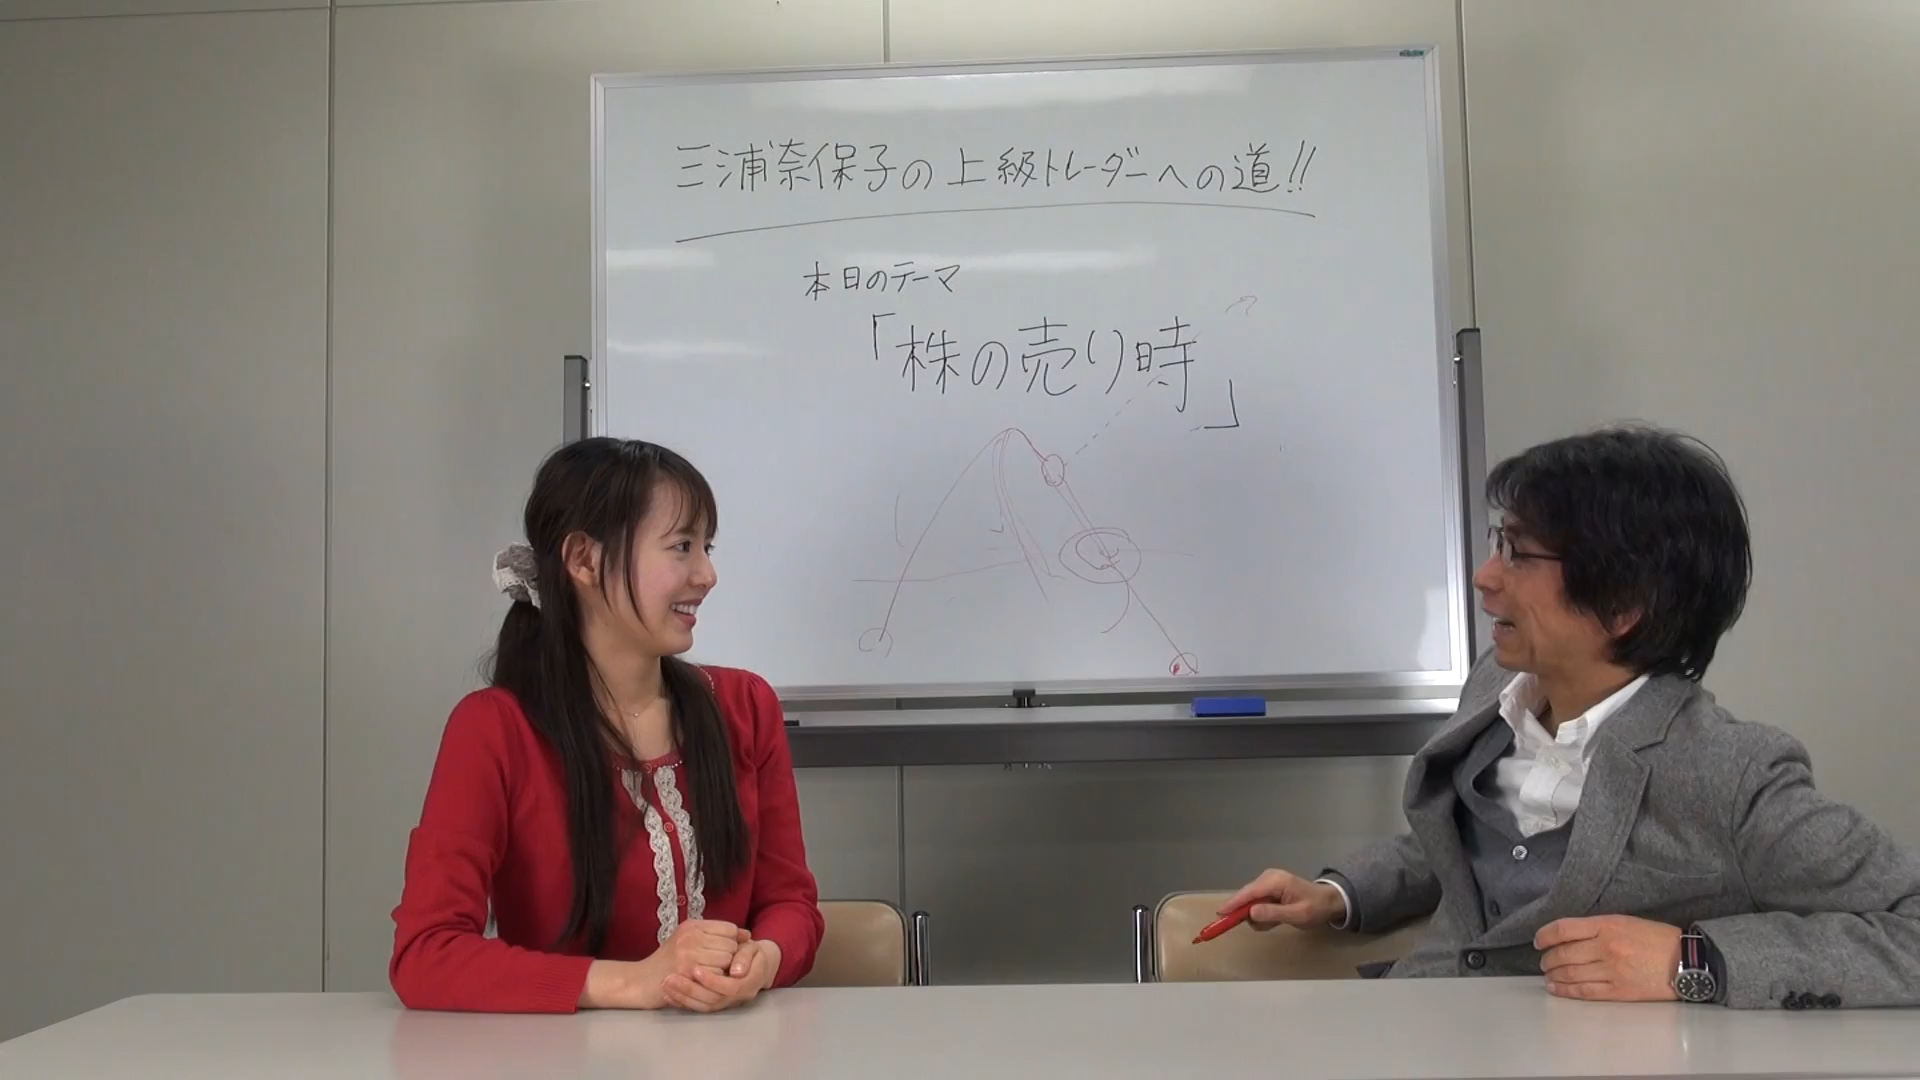 三浦奈保子の上級トレーダーへの道!!
本日のテーマ
「株の売り時」